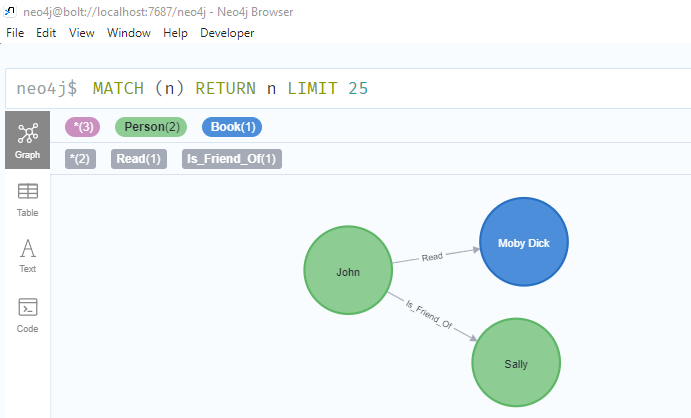 neo4j@bolt://localhost:7687/neo4j - Neo4j Browser
File Edit View Window Help Developer
neo4j$ MATCH (n) RETURN n LIMIT 25
*(3) Person(2) Book(1)
*(2) Read(1) Is_Friend_Of(1)
Graph
Table
Text
Code
John
Read
Moby Dick
Is_Friend_Of
Sally